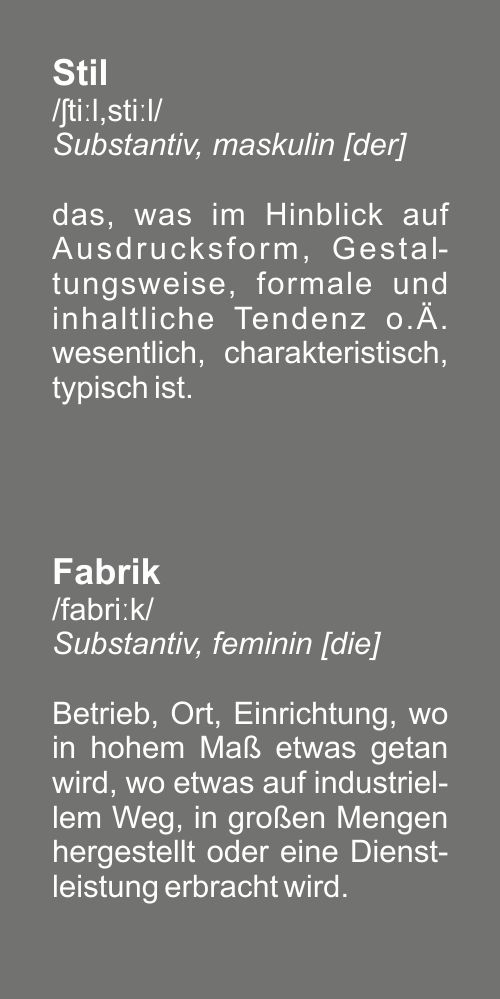 Stil
/ʃtiːl,stiːl/
Substantiv, maskulin [der]
das, was im Hinblick auf
Ausdrucksform, Gestal-
tungsweise, formale und
inhaltliche Tendenz o.Ä.
wesentlich, charakteristisch,
typisch ist.
Fabrik
/fabriːk/
Substantiv, feminin [die]
Betrieb, Ort, Einrichtung, wo
in hohem Maß etwas getan
wird, wo etwas auf industriel-
lem Weg, in großen Mengen
hergestellt oder eine Dienst-
leistung erbracht wird.